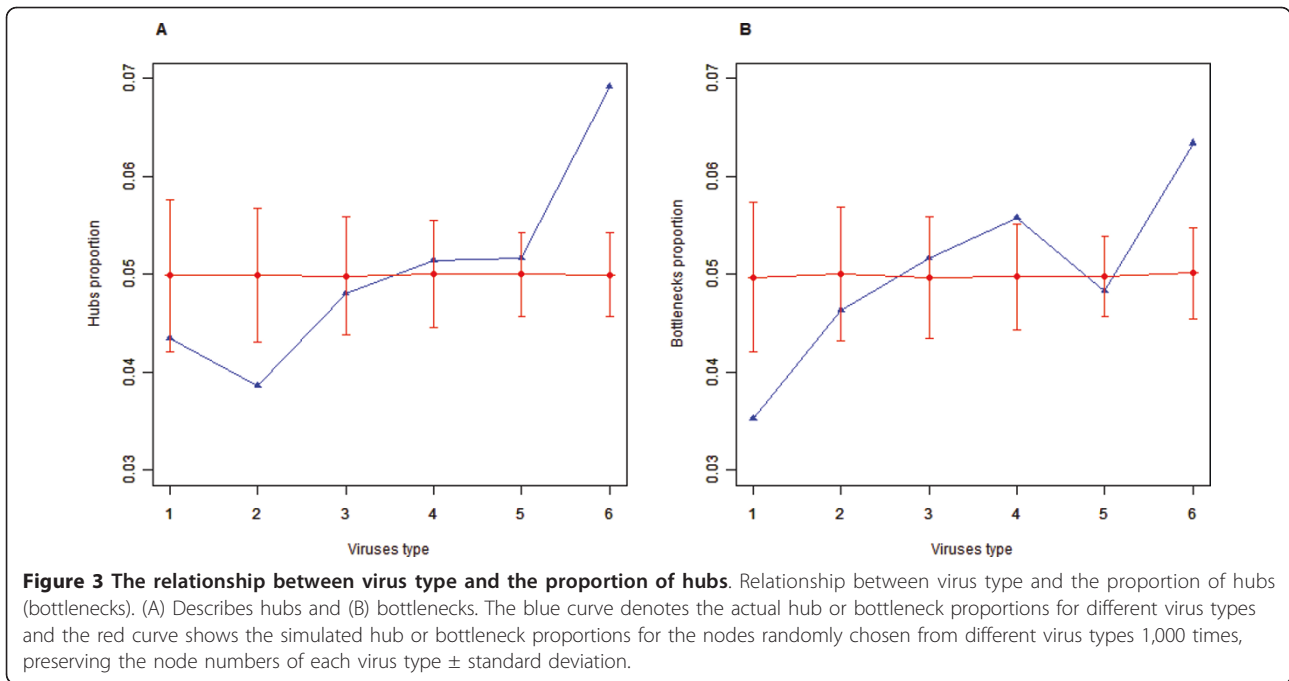 A
Hubs proportion
0.07
0.06
0.05
0.04
0.03
1 2 3 4 5 6
Viruses type
B
Bottlenecks proportion
0.07
0.06
0.05
0.04
0.03
1 2 3 4 5 6
Viruses type
Figure 3 The relationship between virus type and the proportion of hubs. Relationship between virus type and the proportion of hubs
(bottlenecks). (A) Describes hubs and (B) bottlenecks. The blue curve denotes the actual hub or bottleneck proportions for different virus types
and the red curve shows the simulated hub or bottleneck proportions for the nodes randomly chosen from different virus types 1,000 times,
preserving the node numbers of each virus type ± standard deviation.